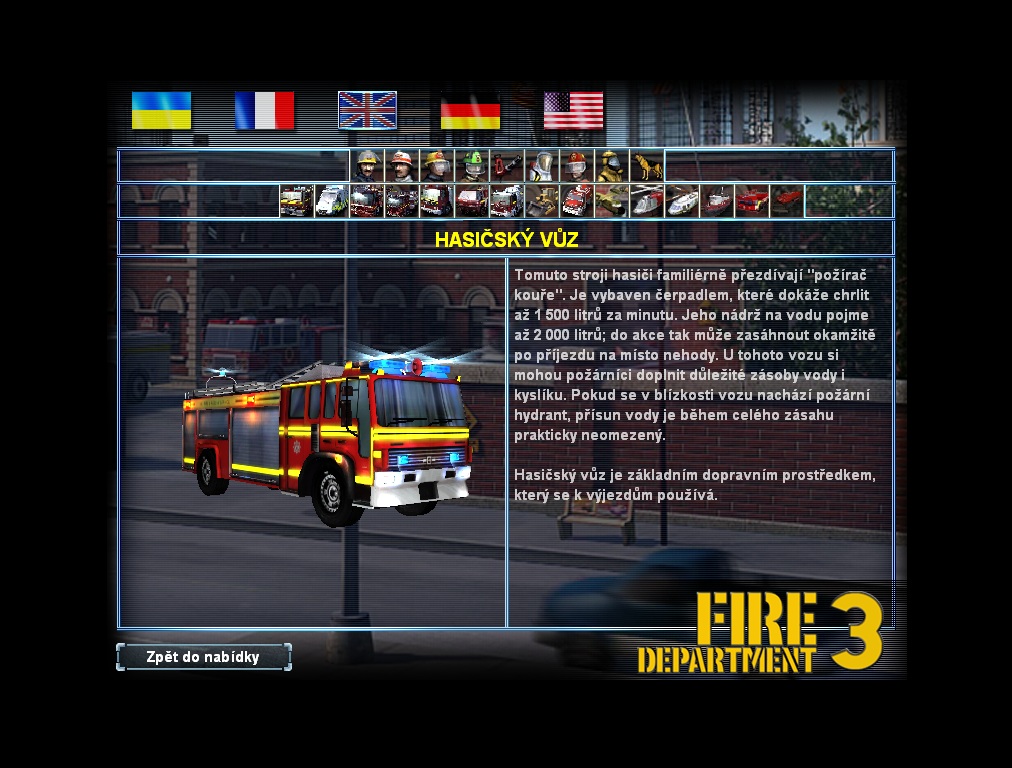 HASIČSKÝ VŮZ
Tomuto stroji hasiči familiérně přezdívají "požírač
kouře". Je vybaven čerpadlem, které dokáže chrlit
až 1 500 litrů za minutu. Jeho nádrž na vodu pojme
až 2 000 litrů; do akce tak může zasáhnout okamžitě
po příjezdu na místo nehody. U tohoto vozu si
mohou požárníci doplnit důležité zásoby vody i
kyslíku. Pokud se v blízkosti vozu nachází požární
hydrant, přísun vody je během celého zásahu
prakticky neomezený.
Hasičský vůz je základním dopravním prostředkem,
který se k výjezdům používá.
Zpět do nabídky
FIRE
DEPARTMENT 3